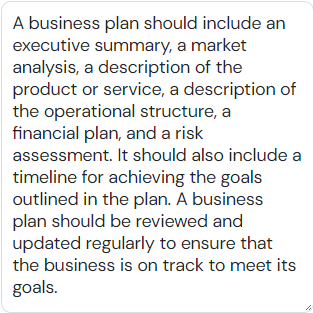 A business plan should include an
executive summary, a market
analysis, a description of the
product or service, a description of
the operational structure, a
financial plan, and a risk
assessment. It should also include a
timeline for achieving the goals
outlined in the plan. A business
plan should be reviewed and
updated regularly to ensure that
the business is on track to meet its
goals.